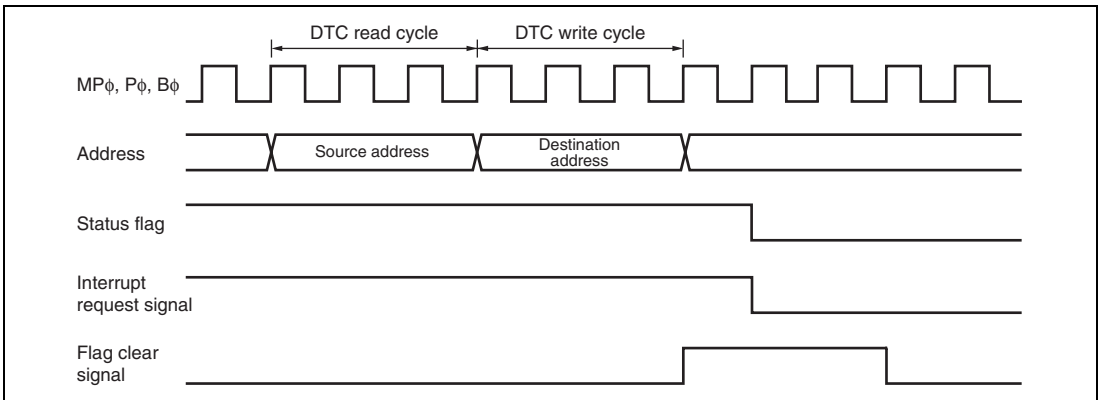 DTC read cycle DTC write cycle
MPϕ, Pϕ, Bϕ
Address
Source address
Destination
address
Status flag
Interrupt
request signal
Flag clear
signal